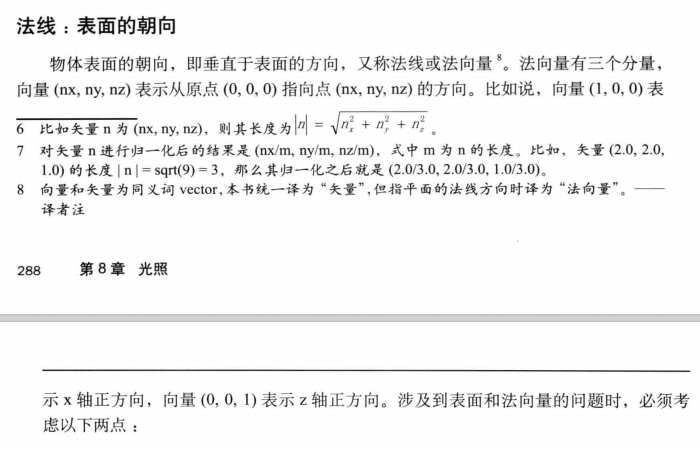 法线：表面的朝向
物体表面的朝向，即垂直于表面的方向，又称法线或法向量⁸。法向量有三个分量，
向量 (nx, ny, nz) 表示从原点 (0, 0, 0) 指向点 (nx, ny, nz) 的方向。比如说，向量 (1, 0, 0) 表
6 比如矢量 n 为 (nx, ny, nz)，则其长度为|n| = √(n_x² + n_y² + n_z²) 。
7 对矢量 n 进行归一化后的结果是 (nx/m, ny/m, nz/m)，式中 m 为 n 的长度。比如，矢量 (2.0, 2.0,
1.0) 的长度 | n | = sqrt(9) = 3，那么其归一化之后就是 (2.0/3.0, 2.0/3.0, 1.0/3.0)。
8 向量和矢量为同义词 vector，本书统一译为“矢量”，但指平面的法线方向时译为“法向量”。——
译者注
288 第 8 章 光照
示 x 轴正方向，向量 (0, 0, 1) 表示 z 轴正方向。涉及到表面和法向量的问题时，必须考
虑以下两点：